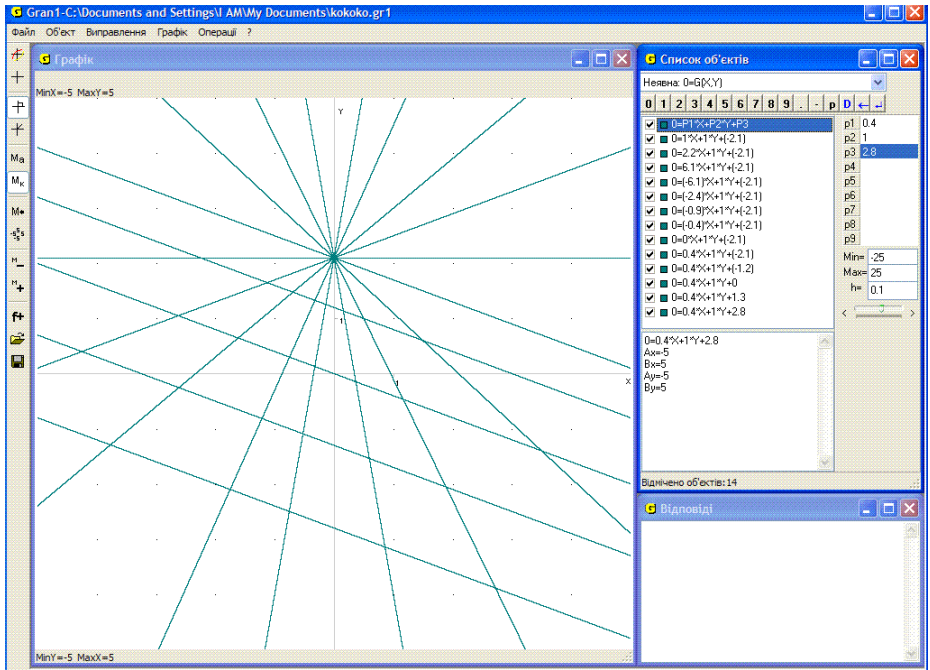 Gran1-C:\Documents and Settings\I AM\My Documents\kokoko.gr1
Файл Об'єкт Виправлення Графік Операції ?
Ma
Mк
M*
M
M
f+
Графік
MinX=-5 MaxY=5
Y
1
X
1
MinY=-5 MaxX=5
Список об'єктів
Неявна: 0=G(X,Y)
0 1 2 3 4 5 6 7 8 9 . - p D ← ↵
0=P1*X+P2*Y+P3
0=1*X+1*Y+(-2.1)
0=2.2*X+1*Y+(-2.1)
0=6.1*X+1*Y+(-2.1)
0=(-6.1)*X+1*Y+(-2.1)
0=(-2.4)*X+1*Y+(-2.1)
0=(-0.9)*X+1*Y+(-2.1)
0=(-0.4)*X+1*Y+(-2.1)
0=0*X+1*Y+(-2.1)
0=0.4*X+1*Y+(-2.1)
0=0.4*X+1*Y+(-1.2)
0=0.4*X+1*Y+0
0=0.4*X+1*Y+1.3
0=0.4*X+1*Y+2.8
p1 0.4
p2 1
p3 2.8
p4
p5
p6
p7
p8
p9
Min= -25
Max= 25
h= 0.1
< >
0=0.4*X+1*Y+2.8
Ax=-5
Bx=5
Ay=-5
By=5
Відмічено об'єктів:14
Відповіді